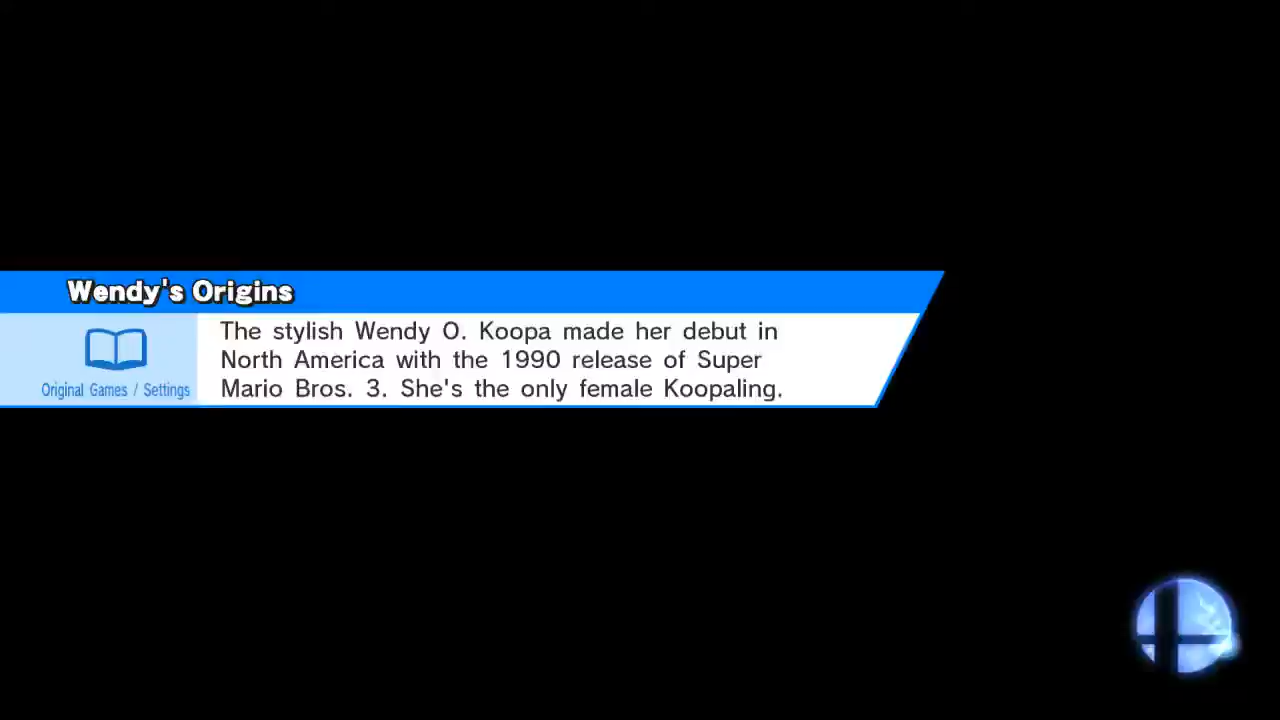 Wendy's Origins
The stylish Wendy O. Koopa made her debut in
North America with the 1990 release of Super
Mario Bros. 3. She's the only female Koopaling.
Original Games / Settings